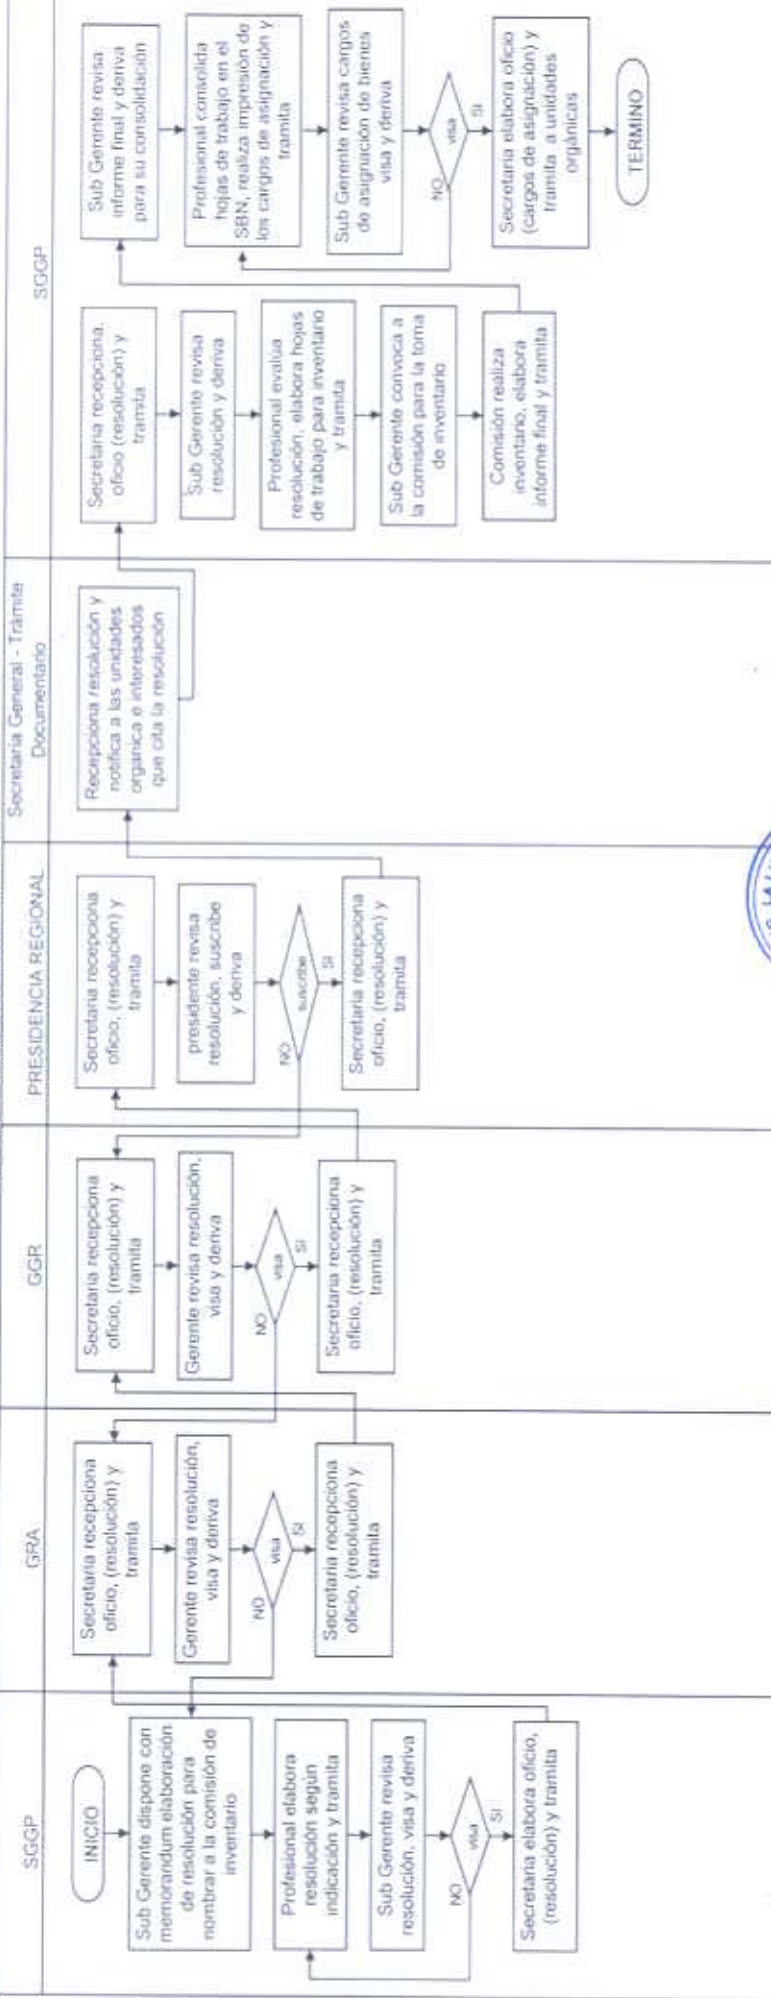 SGGP
INICIO
Sub Gerente dispone con
memorandum elaboración
de resolución para
nombrar a la comisión de
inventario
Profesional elabora
resolución según
indicación y tramita
Sub Gerente revisa
resolución, visa y deriva
visa
NO
SI
Secretaria elabora oficio,
(resolución) y tramita
GRA
Secretaria recepciona
oficio, (resolución) y
tramita
Gerente revisa resolución,
visa y deriva
visa
NO
SI
Secretaria recepciona
oficio, (resolución) y
tramita
GGR
Secretaria recepciona
oficio, (resolución) y
tramita
Gerente revisa resolución,
visa y deriva
visa
NO
SI
Secretaria recepciona
oficio, (resolución) y
tramita
PRESIDENCIA REGIONAL
Secretaria recepciona
oficio, (resolución) y
tramita
presidente revisa
resolución, suscribe
y deriva
suscribe
NO
SI
Secretaria recepciona
oficio, (resolución) y
tramita
Secretaria General - Trámite
Documentario
Recepciona resolución y
notifica a las unidades
organica e interesados
que cita la resolución
SGGP
Secretaria recepciona,
oficio (resolución) y
tramita
Sub Gerente revisa
resolución y deriva
Profesional evalúa
resolución, elabora hojas
de trabajo para inventario
y tramita
Sub Gerente convoca a
la comisión para la toma
de inventario
Comisión realiza
inventario, elabora
informe final y tramita
Sub Gerente revisa
informe final y deriva
para su consolidación
Profesional consolida
hojas de trabajo en el
SBN, realiza impresión de
los cargos de asignación y
tramita
Sub Gerente revisa cargos
de asignación de bienes
visa y deriva
visa
NO
SI
Secretaria elabora oficio
(cargos de asignación) y
tramita a unidades
orgánicas
TERMINO